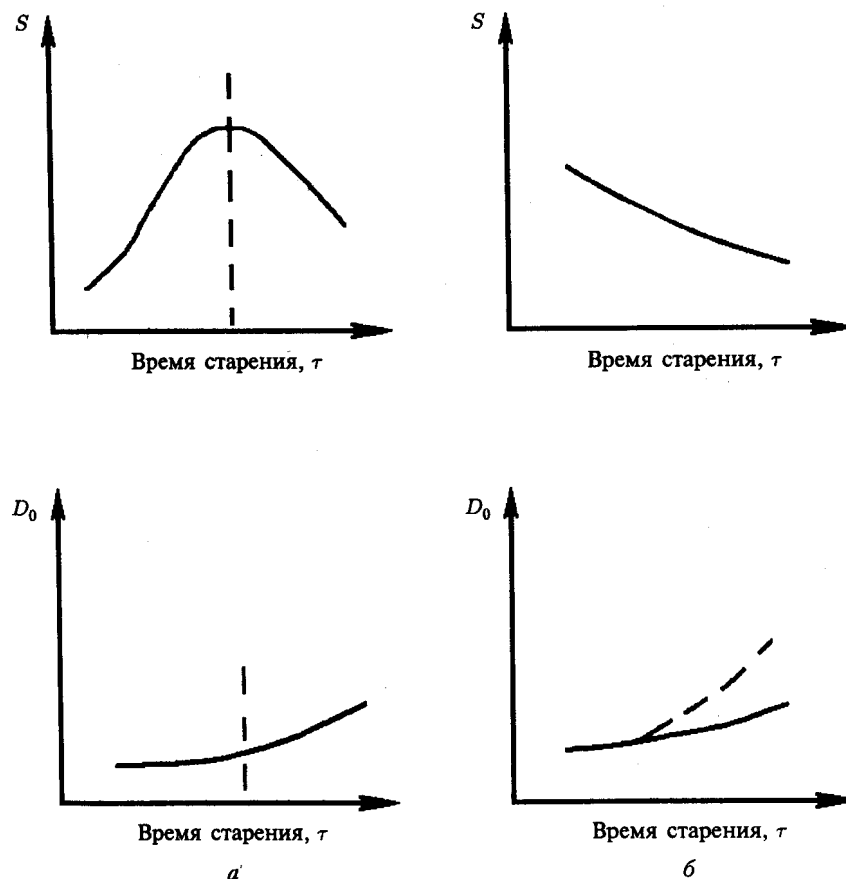 S
S
Время старения, τ
Время старения, τ
D₀
D₀
Время старения, τ
Время старения, τ
а
б